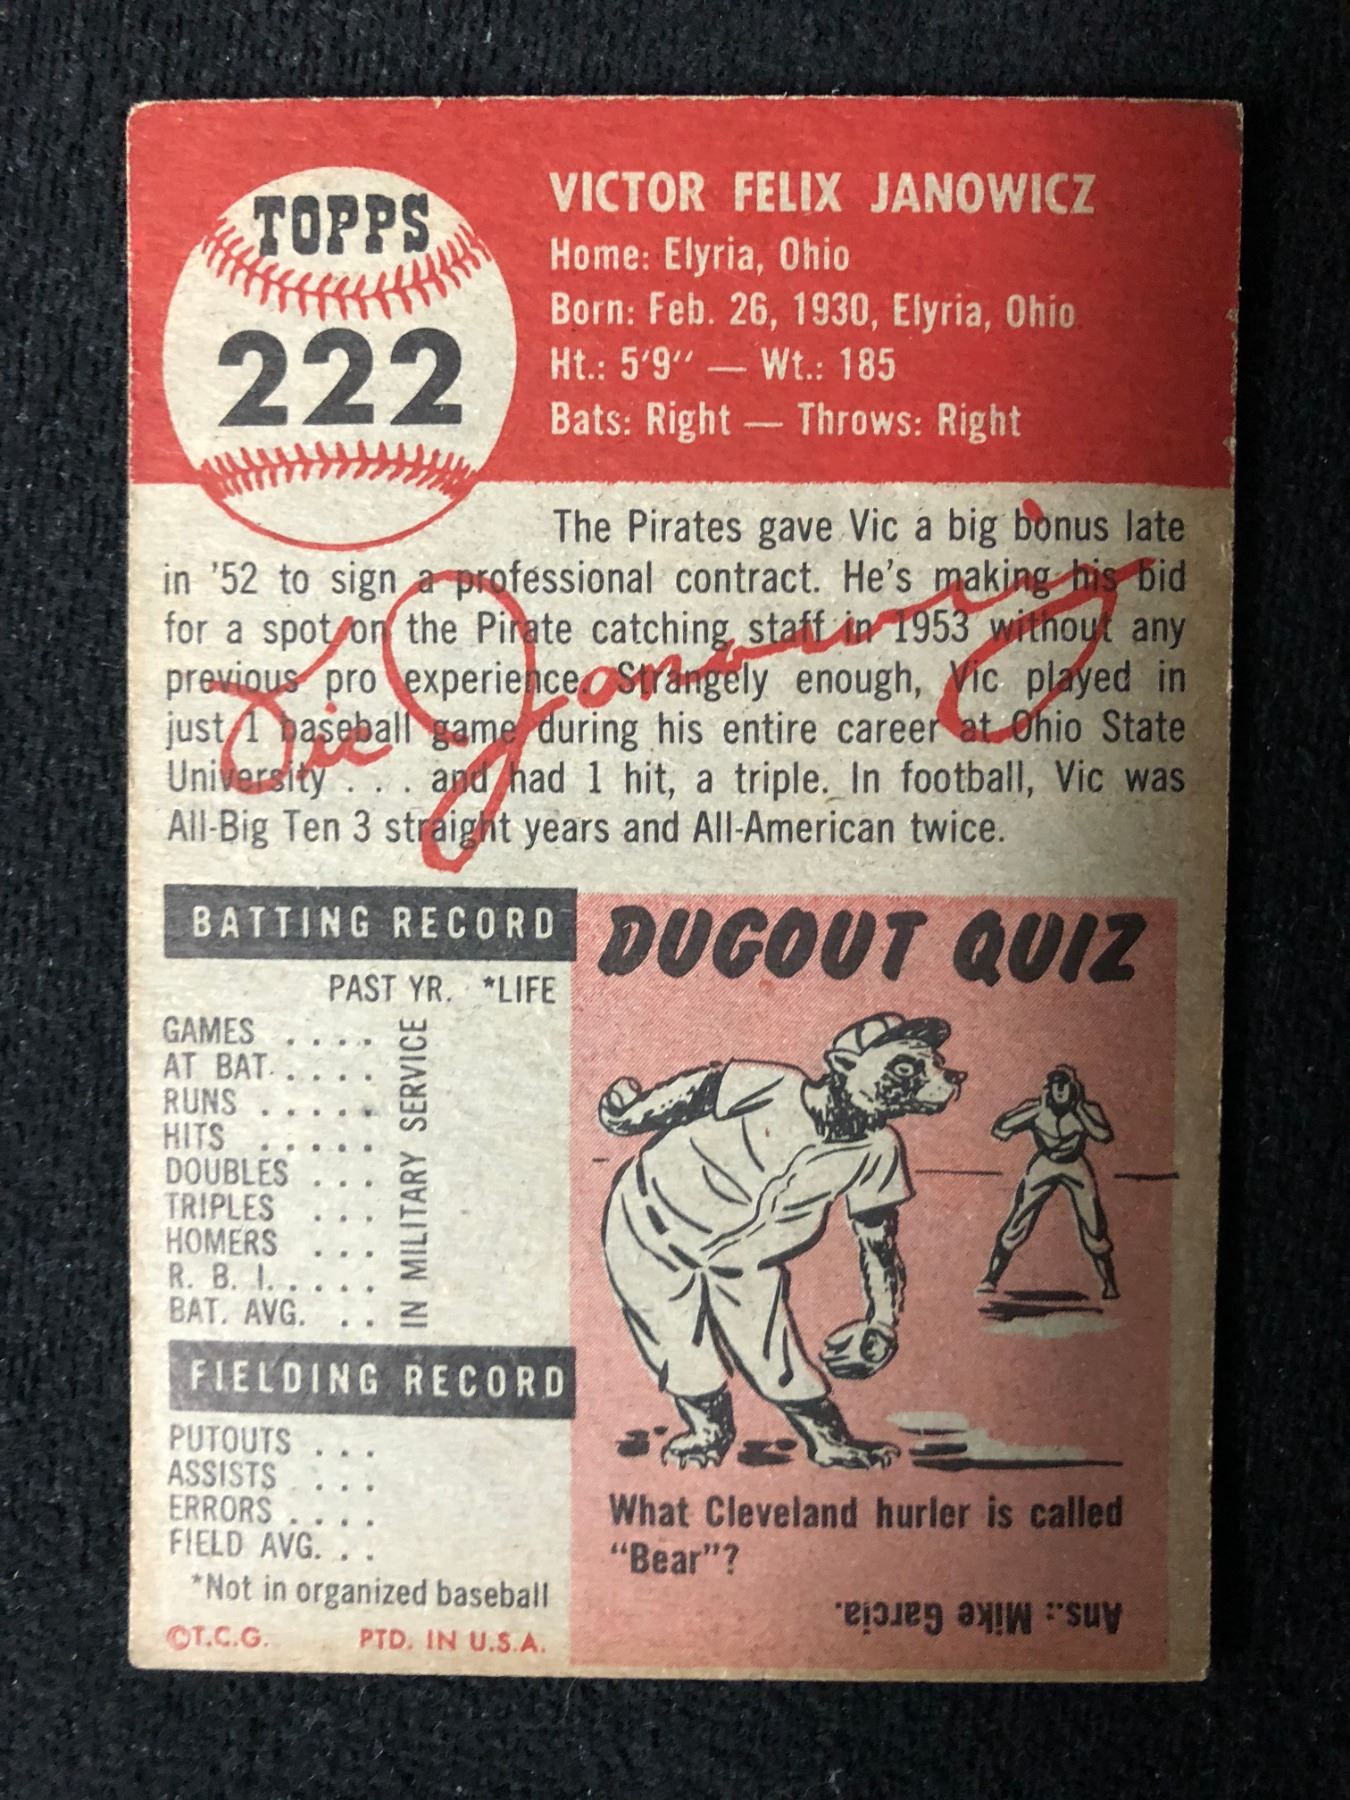 TOPPS
222
VICTOR FELIX JANOWICZ
Home: Elyria, Ohio
Born: Feb. 26, 1930, Elyria, Ohio
Ht.: 5'9" — Wt.: 185
Bats: Right — Throws: Right
The Pirates gave Vic a big bonus late
in '52 to sign a professional contract. He's making his bid
for a spot on the Pirate catching staff in 1953 without any
previous pro experience. Strangely enough, Vic played in
just 1 baseball game during his entire career at Ohio State
University . . . and had 1 hit, a triple. In football, Vic was
All-Big Ten 3 straight years and All-American twice.
Vic Janowicz
BATTING RECORD
PAST YR. *LIFE
GAMES . . . .
AT BAT . . . .
RUNS . . . . .
HITS . . . . .
DOUBLES . . .
TRIPLES . . .
HOMERS . . .
R. B. I. . . . .
BAT. AVG. . .
IN MILITARY SERVICE
FIELDING RECORD
PUTOUTS . . .
ASSISTS . . .
ERRORS . . . .
FIELD AVG. . .
*Not in organized baseball
©T.C.G. PTD. IN U.S.A.
DUGOUT QUIZ
What Cleveland hurler is called
"Bear"?
Ans.: Mike Garcia.